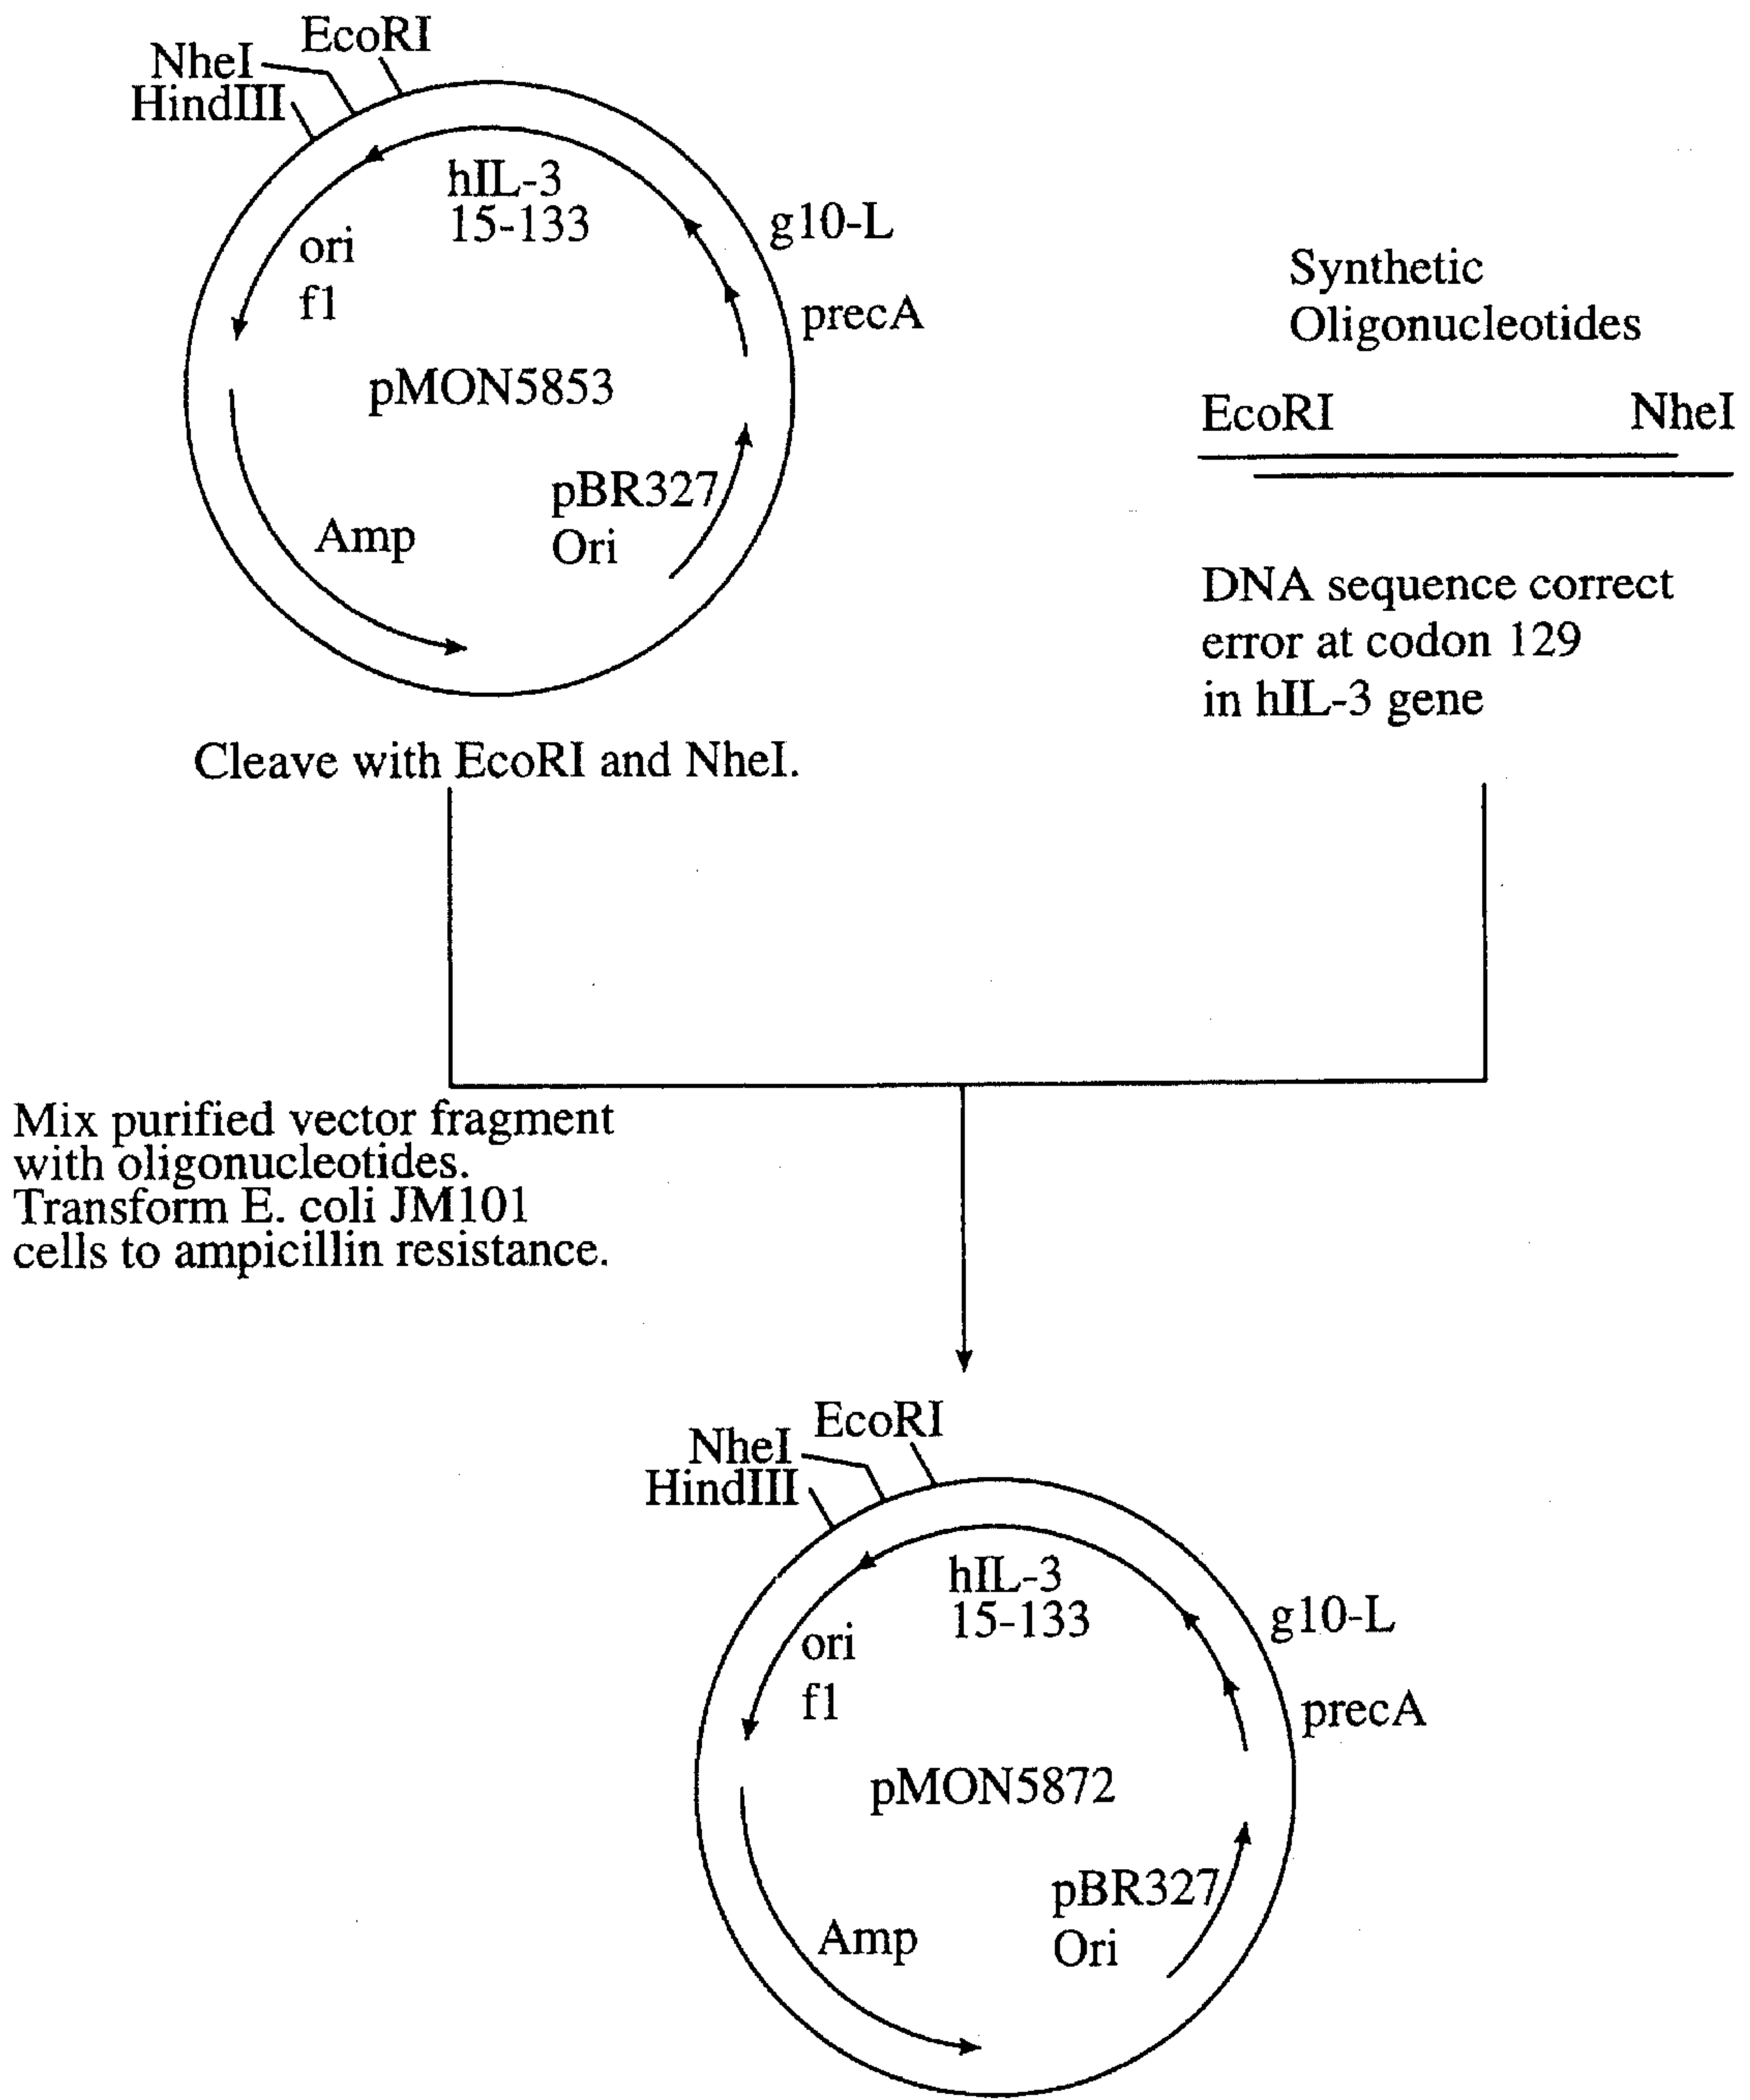 EcoRI
NheI
HindIII
hIL-3
15-133
g10-L
ori
f1
precA
pMON5853
pBR327
Ori
Amp
Synthetic
Oligonucleotides
EcoRI NheI
DNA sequence correct
error at codon 129
in hIL-3 gene
Cleave with EcoRI and NheI.
Mix purified vector fragment
with oligonucleotides.
Transform E. coli JM101
cells to ampicillin resistance.
EcoRI
NheI
HindIII
hIL-3
15-133
g10-L
ori
f1
precA
pMON5872
pBR327
Ori
Amp